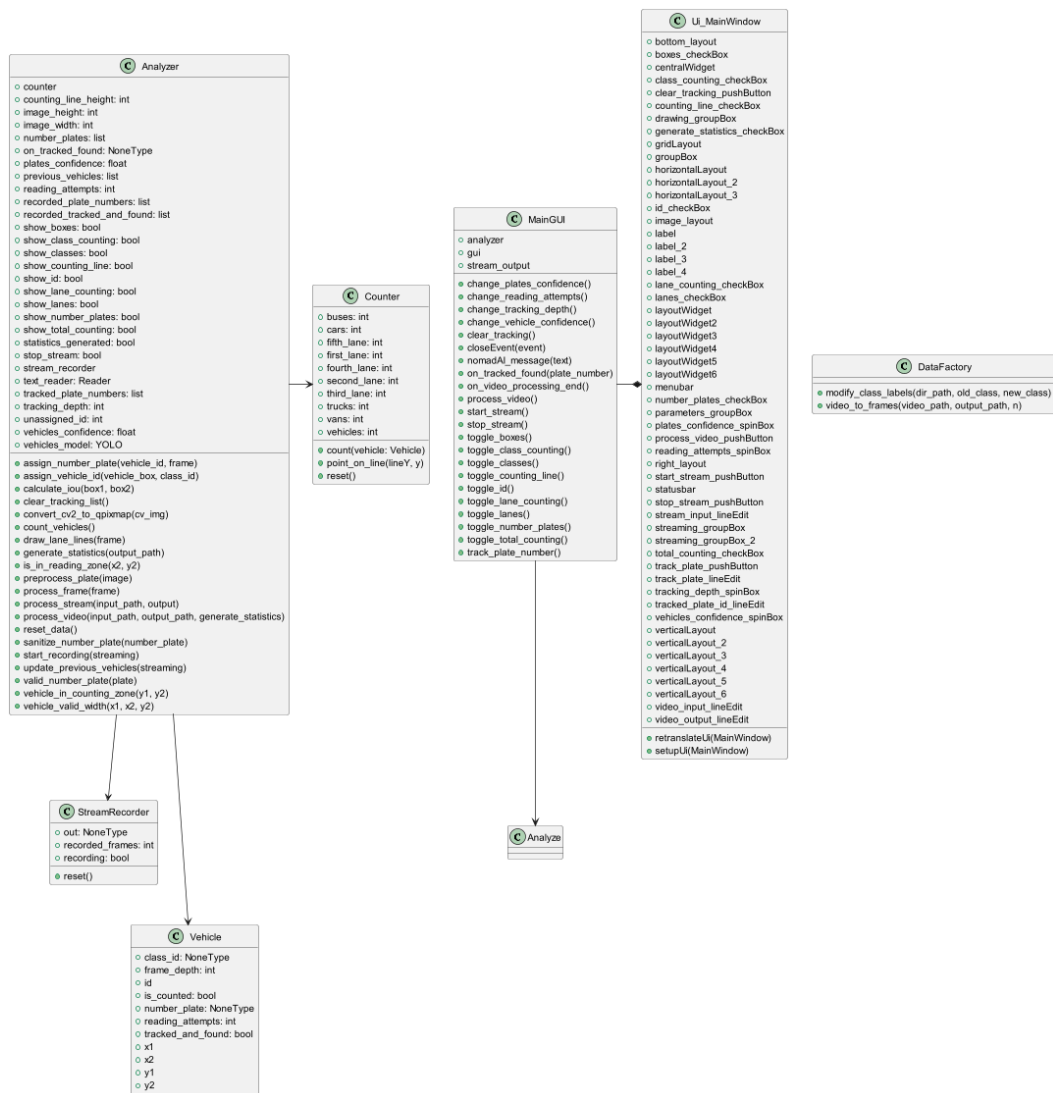 C Analyzer
counter
counting_line_height: int
image_height: int
image_width: int
number_plates: list
on_tracked_found: NoneType
plates_confidence: float
previous_vehicles: list
reading_attempts: int
recorded_plate_numbers: list
recorded_tracked_and_found: list
show_boxes: bool
show_class_counting: bool
show_classes: bool
show_counting_line: bool
show_id: bool
show_lane_counting: bool
show_lanes: bool
show_number_plates: bool
show_total_counting: bool
statistics_generated: bool
stop_stream: bool
stream_recorder
text_reader: Reader
tracked_plate_numbers: list
tracking_depth: int
unassigned_id: int
vehicles_confidence: float
vehicles_model: YOLO
assign_number_plate(vehicle_id, frame)
assign_vehicle_id(vehicle_box, class_id)
calculate_iou(box1, box2)
clear_tracking_list()
convert_cv2_to_qpixmap(cv_img)
count_vehicles()
draw_lane_lines(frame)
generate_statistics(output_path)
is_in_reading_zone(x2, y2)
preprocess_plate(image)
process_frame(frame)
process_stream(input_path, output)
process_video(input_path, output_path, generate_statistics)
reset_data()
sanitize_number_plate(number_plate)
start_recording(streaming)
update_previous_vehicles(streaming)
valid_number_plate(plate)
vehicle_in_counting_zone(y1, y2)
vehicle_valid_width(x1, x2, y2)
C StreamRecorder
out: NoneType
recorded_frames: int
recording: bool
reset()
C Vehicle
class_id: NoneType
frame_depth: int
id
is_counted: bool
number_plate: NoneType
reading_attempts: int
tracked_and_found: bool
x1
x2
y1
y2
C Counter
buses: int
cars: int
fifth_lane: int
first_lane: int
fourth_lane: int
second_lane: int
third_lane: int
trucks: int
vans: int
vehicles: int
count(vehicle: Vehicle)
point_on_line(lineY, y)
reset()
C MainGUI
analyzer
gui
stream_output
change_plates_confidence()
change_reading_attempts()
change_tracking_depth()
change_vehicle_confidence()
clear_tracking()
closeEvent(event)
nomadAI_message(text)
on_tracked_found(plate_number)
on_video_processing_end()
process_video()
start_stream()
stop_stream()
toggle_boxes()
toggle_class_counting()
toggle_classes()
toggle_counting_line()
toggle_id()
toggle_lane_counting()
toggle_lanes()
toggle_number_plates()
toggle_total_counting()
track_plate_number()
C Analyze
C Ui_MainWindow
bottom_layout
boxes_checkBox
centralWidget
class_counting_checkBox
clear_tracking_pushButton
counting_line_checkBox
drawing_groupBox
generate_statistics_checkBox
gridLayout
groupBox
horizontalLayout
horizontalLayout_2
horizontalLayout_3
id_checkBox
image_layout
label
label_2
label_3
label_4
lane_counting_checkBox
lanes_checkBox
layoutWidget
layoutWidget2
layoutWidget3
layoutWidget4
layoutWidget5
layoutWidget6
menubar
number_plates_checkBox
parameters_groupBox
plates_confidence_spinBox
process_video_pushButton
reading_attempts_spinBox
right_layout
start_stream_pushButton
statusbar
stop_stream_pushButton
stream_input_lineEdit
streaming_groupBox
streaming_groupBox_2
total_counting_checkBox
track_plate_pushButton
track_plate_lineEdit
tracking_depth_spinBox
tracked_plate_id_lineEdit
vehicles_confidence_spinBox
verticalLayout
verticalLayout_2
verticalLayout_3
verticalLayout_4
verticalLayout_5
verticalLayout_6
video_input_lineEdit
video_output_lineEdit
retranslateUi(MainWindow)
setupUi(MainWindow)
C DataFactory
modify_class_labels(dir_path, old_class, new_class)
video_to_frames(video_path, output_path, n)